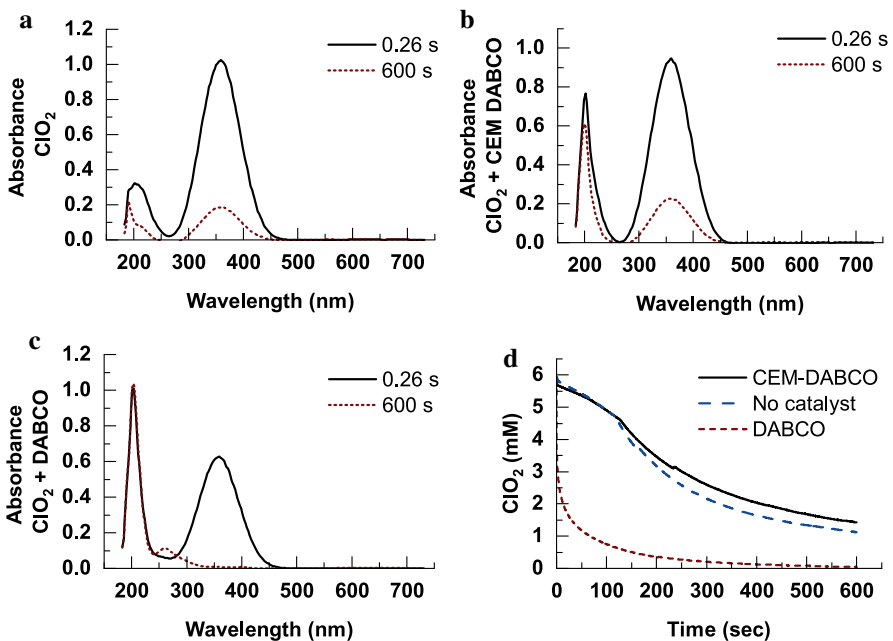 a
0.26 s
600 s
1.2
1.0
0.8
0.6
0.4
0.2
0.0
Absorbance
ClO₂
200 300 400 500 600 700
Wavelength (nm)
b
0.26 s
600 s
1.0
0.8
0.6
0.4
0.2
0.0
Absorbance
ClO₂ + CEM DABCO
200 300 400 500 600 700
Wavelength (nm)
c
0.26 s
600 s
1.2
1.0
0.8
0.6
0.4
0.2
0.0
Absorbance
ClO₂ + DABCO
200 300 400 500 600 700
Wavelength (nm)
d
CEM-DABCO
No catalyst
DABCO
6
5
4
3
2
1
0
ClO₂ (mM)
0 100 200 300 400 500 600
Time (sec)